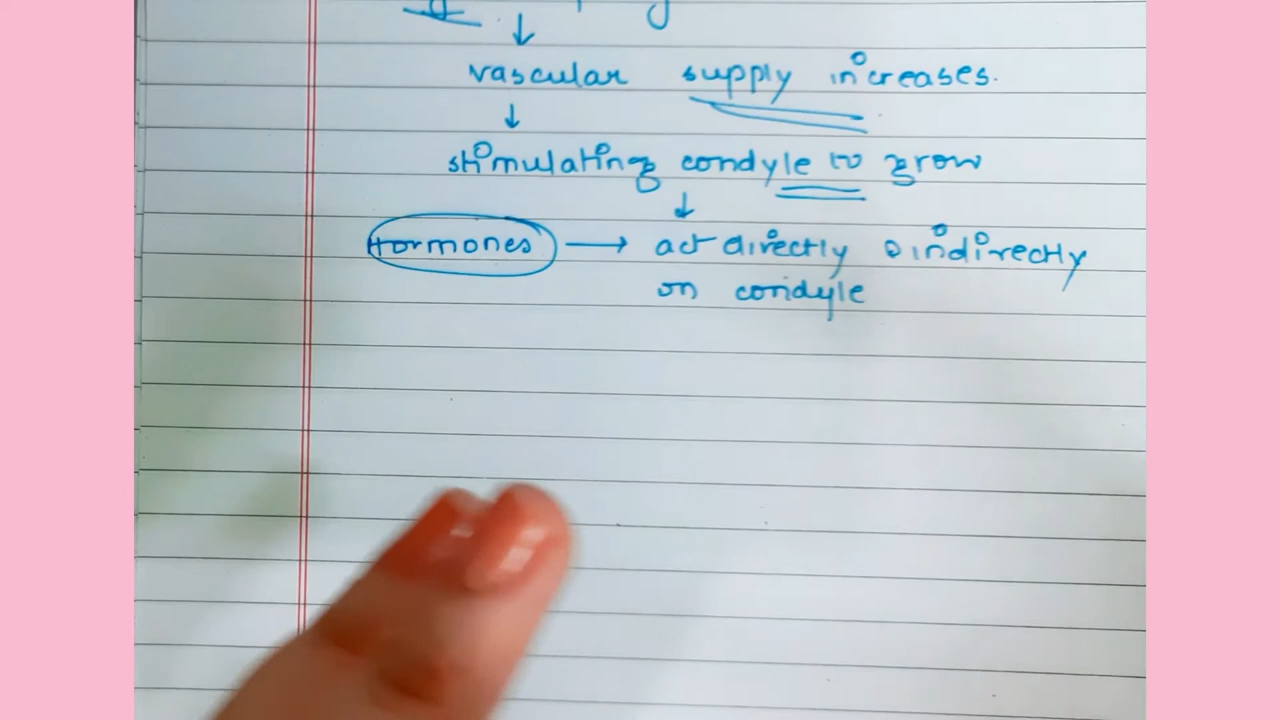 vascular supply increases.
stimulating condyle to grow
Hormones → act directly indirectly
on condyle